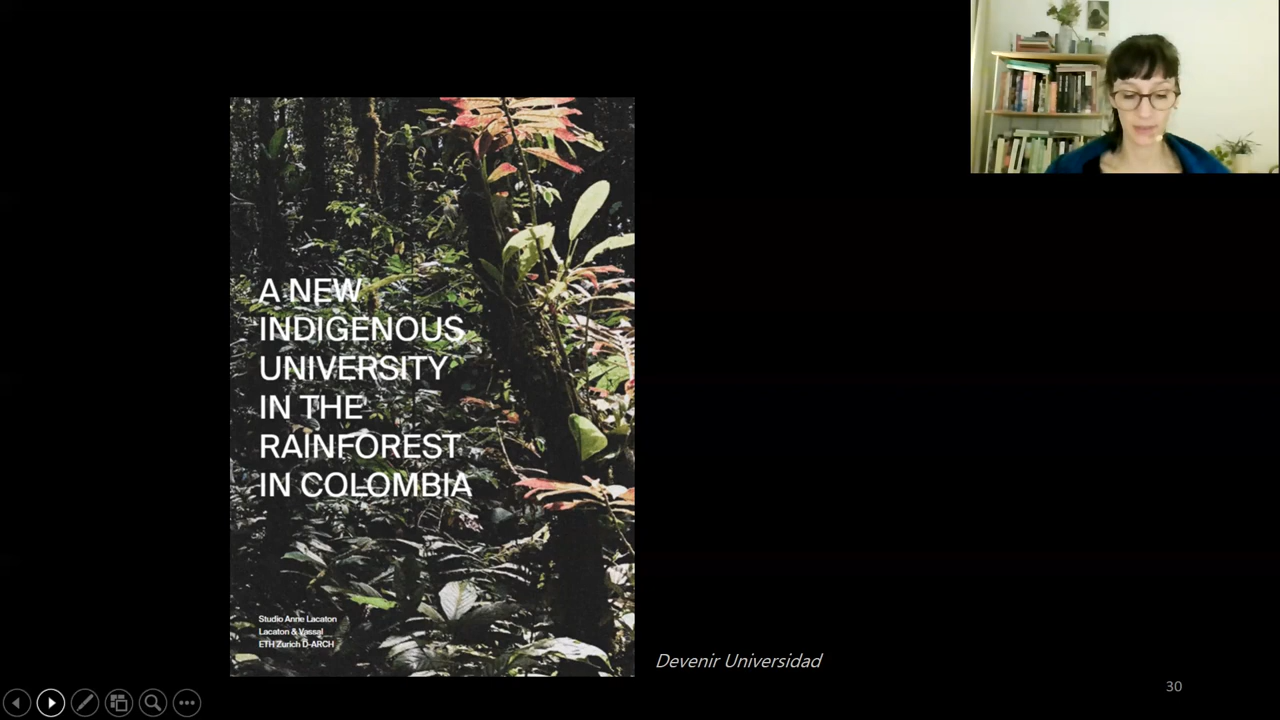 A NEW
INDIGENOUS
UNIVERSITY
IN THE
RAINFOREST
IN COLOMBIA
Studio Anne Lacaton
Lacaton & Vassal
ETH Zurich D-ARCH
Devenir Universidad
30